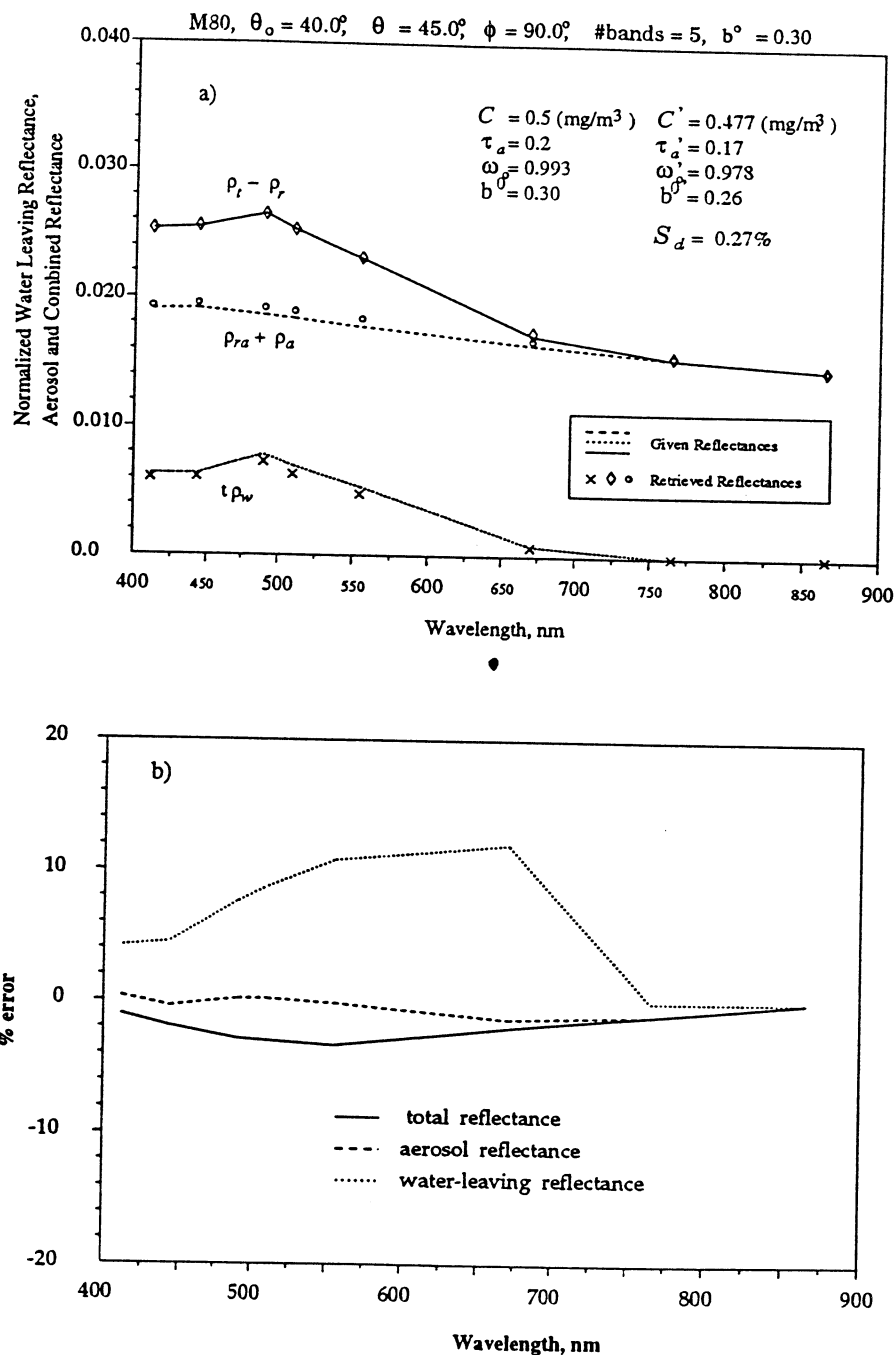 M80, θₒ = 40.0°, θ = 45.0°, ϕ = 90.0°, #bands = 5, b° = 0.30
Normalized Water Leaving Reflectance,
Aerosol and Combined Reflectance
0.040
0.030
0.020
0.010
0.0
a)
C = 0.5 (mg/m³) C' = 0.477 (mg/m³)
τₐ = 0.2 τₐ' = 0.17
ω₀ = 0.993 ω₀' = 0.978
b° = 0.30 b°' = 0.26
S_d = 0.27%
ρₜ − ρᵣ
ρᵣₐ + ρₐ
tρ_w
Given Reflectances
Retrieved Reflectances
400 450 500 550 600 650 700 750 800 850 900
Wavelength, nm
b)
20
10
0
-10
-20
% error
total reflectance
aerosol reflectance
water-leaving reflectance
400 500 600 700 800 900
Wavelength, nm